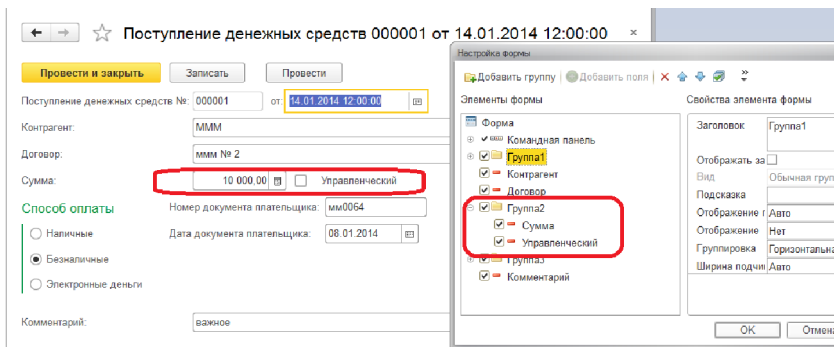 Поступление денежных средств 000001 от 14.01.2014 12:00:00 ×
Провести и закрыть Записать Провести
Поступление денежных средств №: 000001 от: 14.01.2014 12:00:00
Контрагент: МММ
Договор: ммм № 2
Сумма: 10 000,00 Управленческий
Способ оплаты Номер документа плательщика: мм0064
Наличные Дата документа плательщика: 08.01.2014
Безналичные
Электронные деньги
Комментарий: важное
Настройка формы
Добавить группу Добавить поля
Элементы формы Свойства элемента формы
Форма Заголовок Группа1
Командная панель
Группа1 Отображать за
Контрагент Вид Обычная груп
Договор Подсказка
Группа2 Отображение г Авто
Сумма Отображение Нет
Управленческий Группировка Горизонтальна
Группа3 Ширина подчи Авто
Комментарий
OK Отмена